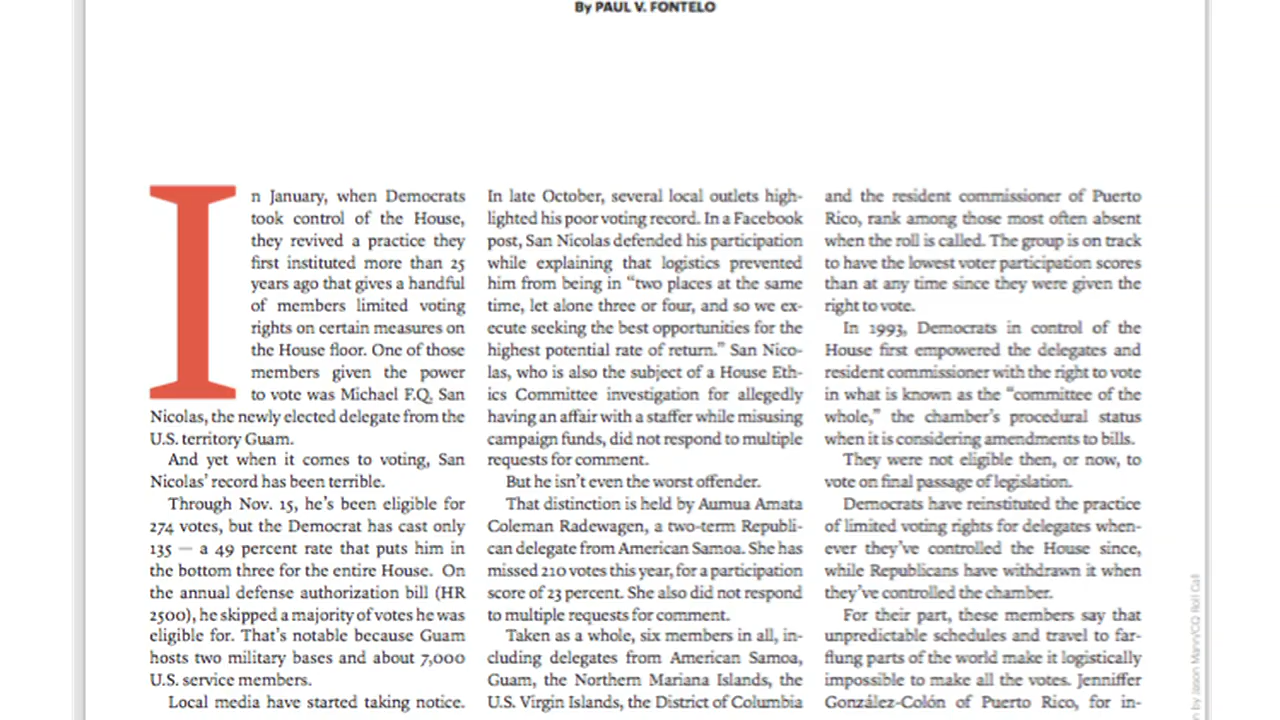 By PAUL V. FONTELO
In January, when Democrats
took control of the House,
they revived a practice they
first instituted more than 25
years ago that gives a handful
of members limited voting
rights on certain measures on
the House floor. One of those
members given the power
to vote was Michael F.Q. San
Nicolas, the newly elected delegate from the
U.S. territory Guam.
And yet when it comes to voting, San
Nicolas’ record has been terrible.
Through Nov. 15, he’s been eligible for
274 votes, but the Democrat has cast only
135 — a 49 percent rate that puts him in
the bottom three for the entire House. On
the annual defense authorization bill (HR
2500), he skipped a majority of votes he was
eligible for. That’s notable because Guam
hosts two military bases and about 7,000
U.S. service members.
Local media have started taking notice.
In late October, several local outlets high-
lighted his poor voting record. In a Facebook
post, San Nicolas defended his participation
while explaining that logistics prevented
him from being in “two places at the same
time, let alone three or four, and so we ex-
ecute seeking the best opportunities for the
highest potential rate of return.” San Nico-
las, who is also the subject of a House Eth-
ics Committee investigation for allegedly
having an affair with a staffer while misusing
campaign funds, did not respond to multiple
requests for comment.
But he isn’t even the worst offender.
That distinction is held by Aumua Amata
Coleman Radewagen, a two-term Republi-
can delegate from American Samoa. She has
missed 210 votes this year, for a participation
score of 23 percent. She also did not respond
to multiple requests for comment.
Taken as a whole, six members in all, in-
cluding delegates from American Samoa,
Guam, the Northern Mariana Islands, the
U.S. Virgin Islands, the District of Columbia
and the resident commissioner of Puerto
Rico, rank among those most often absent
when the roll is called. The group is on track
to have the lowest voter participation scores
than at any time since they were given the
right to vote.
In 1993, Democrats in control of the
House first empowered the delegates and
resident commissioner with the right to vote
in what is known as the “committee of the
whole,” the chamber’s procedural status
when it is considering amendments to bills.
They were not eligible then, or now, to
vote on final passage of legislation.
Democrats have reinstituted the practice
of limited voting rights for delegates when-
ever they’ve controlled the House since,
while Republicans have withdrawn it when
they’ve controlled the chamber.
For their part, these members say that
unpredictable schedules and travel to far-
flung parts of the world make it logistically
impossible to make all the votes. Jenniffer
González-Colón of Puerto Rico, for in-
by Jason Mann/CQ Roll Call